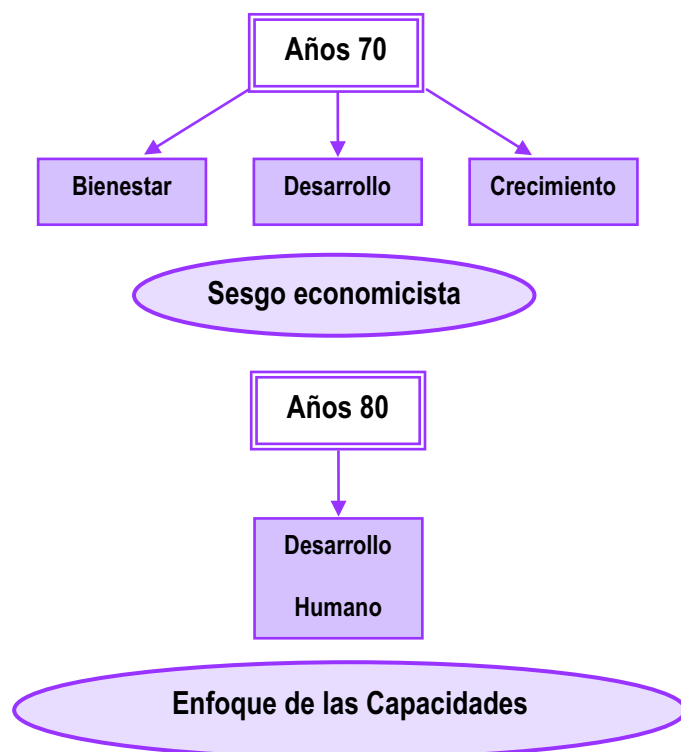 Años 70
Bienestar
Desarrollo
Crecimiento
Sesgo economicista
Años 80
Desarrollo
Humano
Enfoque de las Capacidades